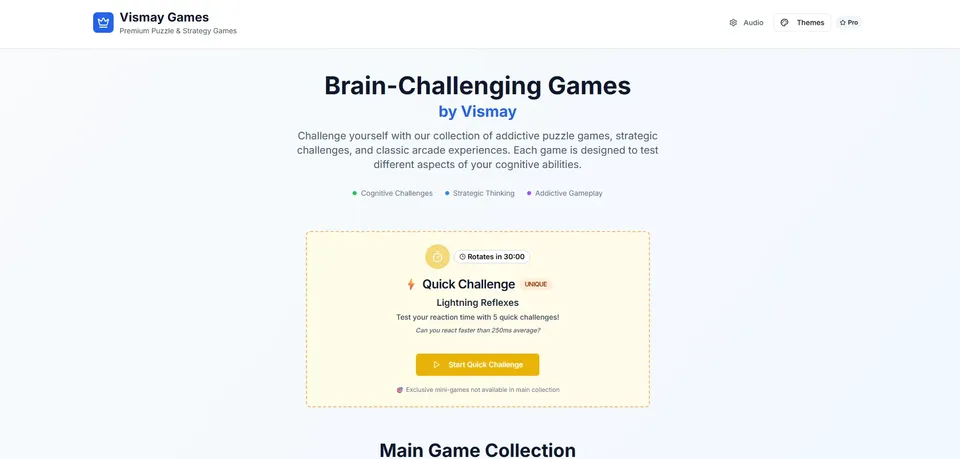 Vismay Games
Premium Puzzle & Strategy Games
Audio
Themes
Pro
Brain-Challenging Games
by Vismay
Challenge yourself with our collection of addictive puzzle games, strategic
challenges, and classic arcade experiences. Each game is designed to test
different aspects of your cognitive abilities.
Cognitive Challenges
Strategic Thinking
Addictive Gameplay
Rotates in 30:00
Quick Challenge
UNIQUE
Lightning Reflexes
Test your reaction time with 5 quick challenges!
Can you react faster than 250ms average?
Start Quick Challenge
Exclusive mini-games not available in main collection
Main Game Collection